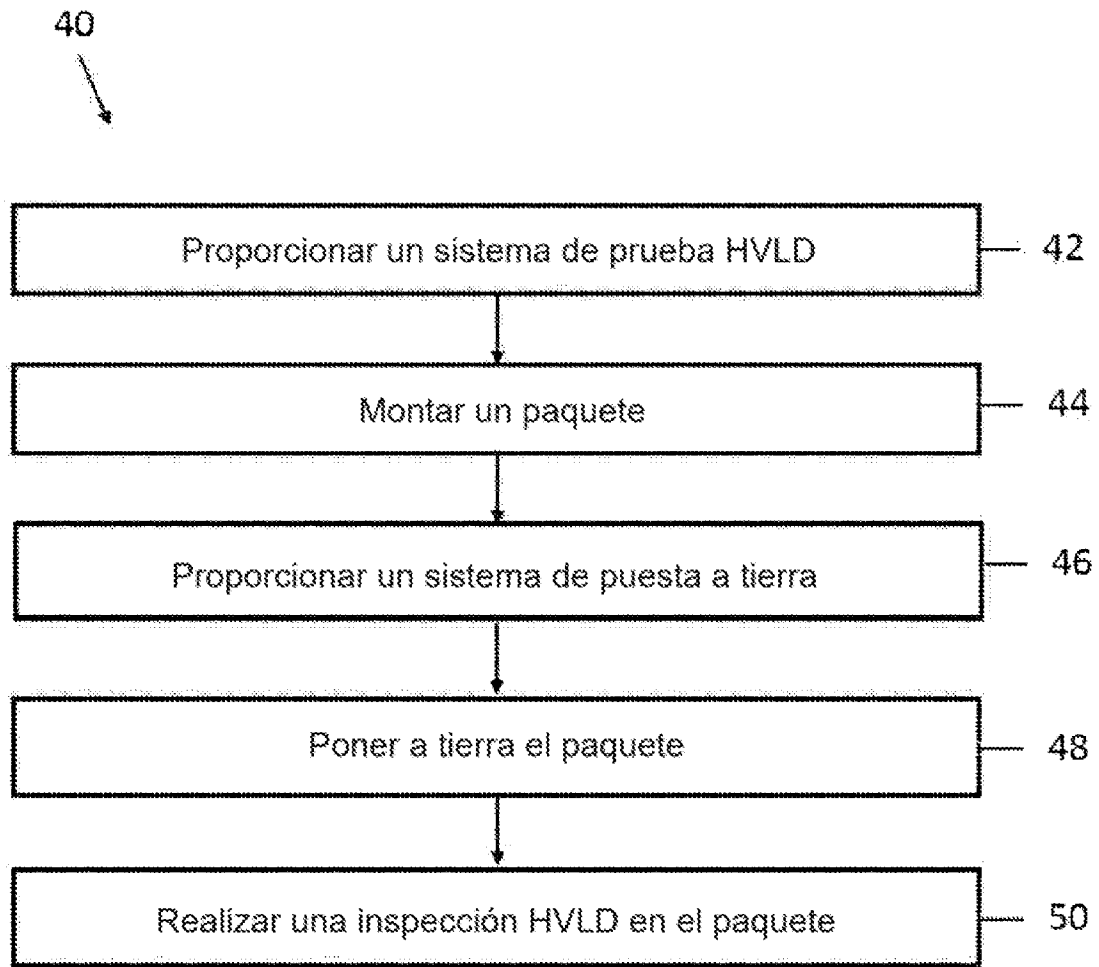 40
Proporcionar un sistema de prueba HVLD
42
Montar un paquete
44
Proporcionar un sistema de puesta a tierra
46
Poner a tierra el paquete
48
Realizar una inspección HVLD en el paquete
50